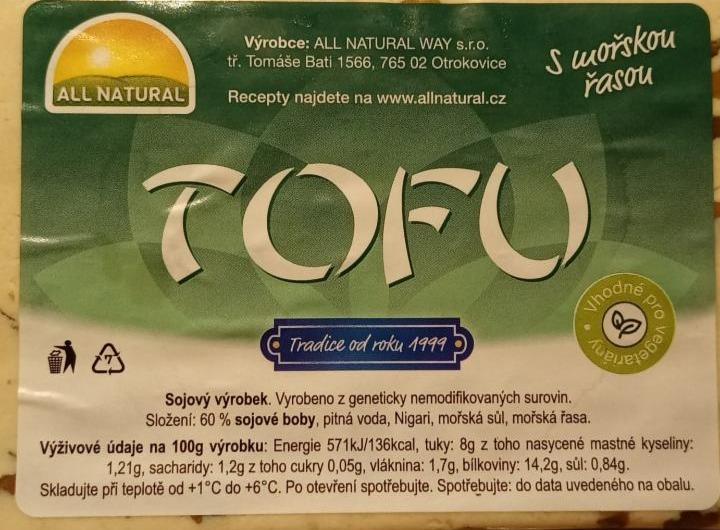 ALL NATURAL
Výrobce: ALL NATURAL WAY s.r.o.
tř. Tomáše Bati 1566, 765 02 Otrokovice
Recepty najdete na www.allnatural.cz
S mořskou
řasou
TOFU
Tradice od roku 1999
Vhodné pro vegetariány
7
Sojový výrobek. Vyrobeno z geneticky nemodifikovaných surovin.
Složení: 60 % sojové boby, pitná voda, Nigari, mořská sůl, mořská řasa.
Výživové údaje na 100g výrobku: Energie 571kJ/136kcal, tuky: 8g z toho nasycené mastné kyseliny:
1,21g, sacharidy: 1,2g z toho cukry 0,05g, vláknina: 1,7g, bílkoviny: 14,2g, sůl: 0,84g.
Skladujte při teplotě od +1°C do +6°C. Po otevření spotřebujte. Spotřebujte: do data uvedeného na obalu.